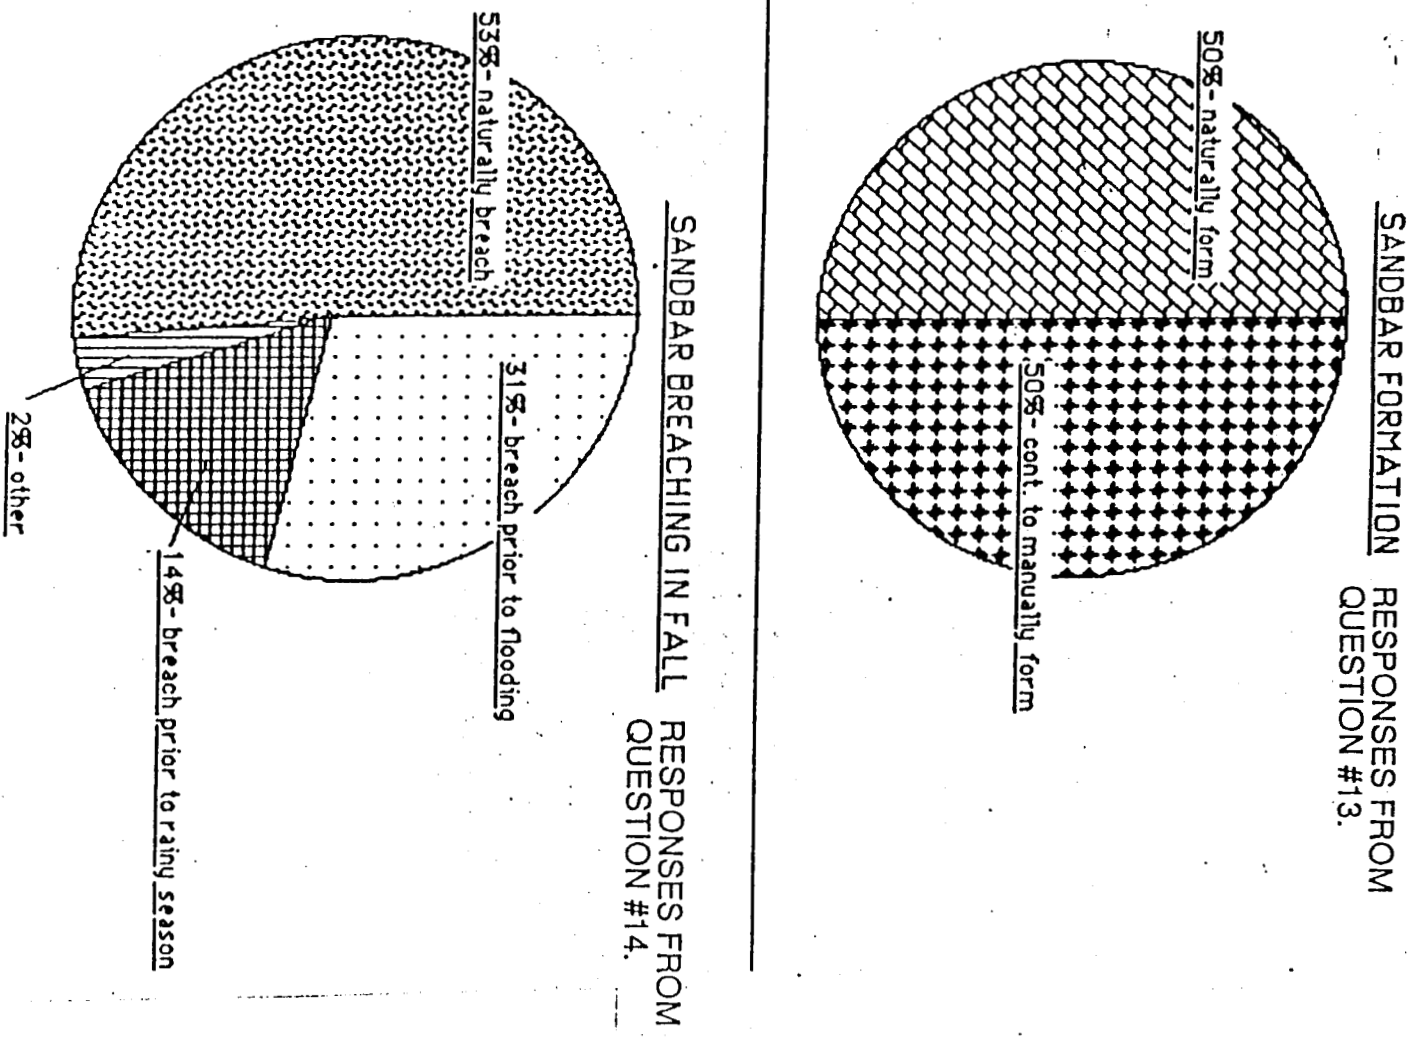 SANDBAR FORMATION RESPONSES FROM
QUESTION #13.
50%- naturally form
50%- cont. to manually form
SANDBAR BREACHING IN FALL RESPONSES FROM
QUESTION #14.
53%- naturally breach
31%- breach prior to flooding
14%- breach prior to rainy season
2%- other